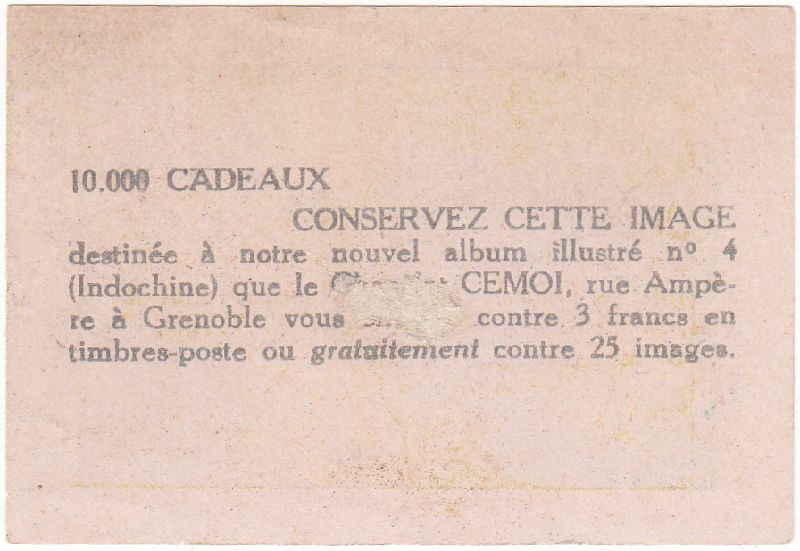 10.000 CADEAUX
CONSERVEZ CETTE IMAGE
destinée à notre nouvel album illustré nº 4
(Indochine) que le CEMOI, rue Ampè-
re à Grenoble vous contre 3 francs en
timbres-poste ou gratuitement contre 25 images.